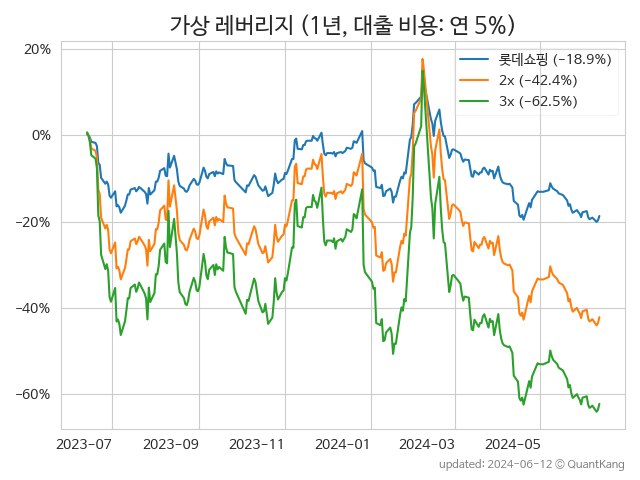 가상 레버리지 (1년, 대출 비용: 연 5%)
20%
0%
−20%
−40%
−60%
롯데쇼핑 (−18.9%)
2x (−42.4%)
3x (−62.5%)
2023-07 2023-09 2023-11 2024-01 2024-03 2024-05
updated: 2024-06-12 © QuantKang